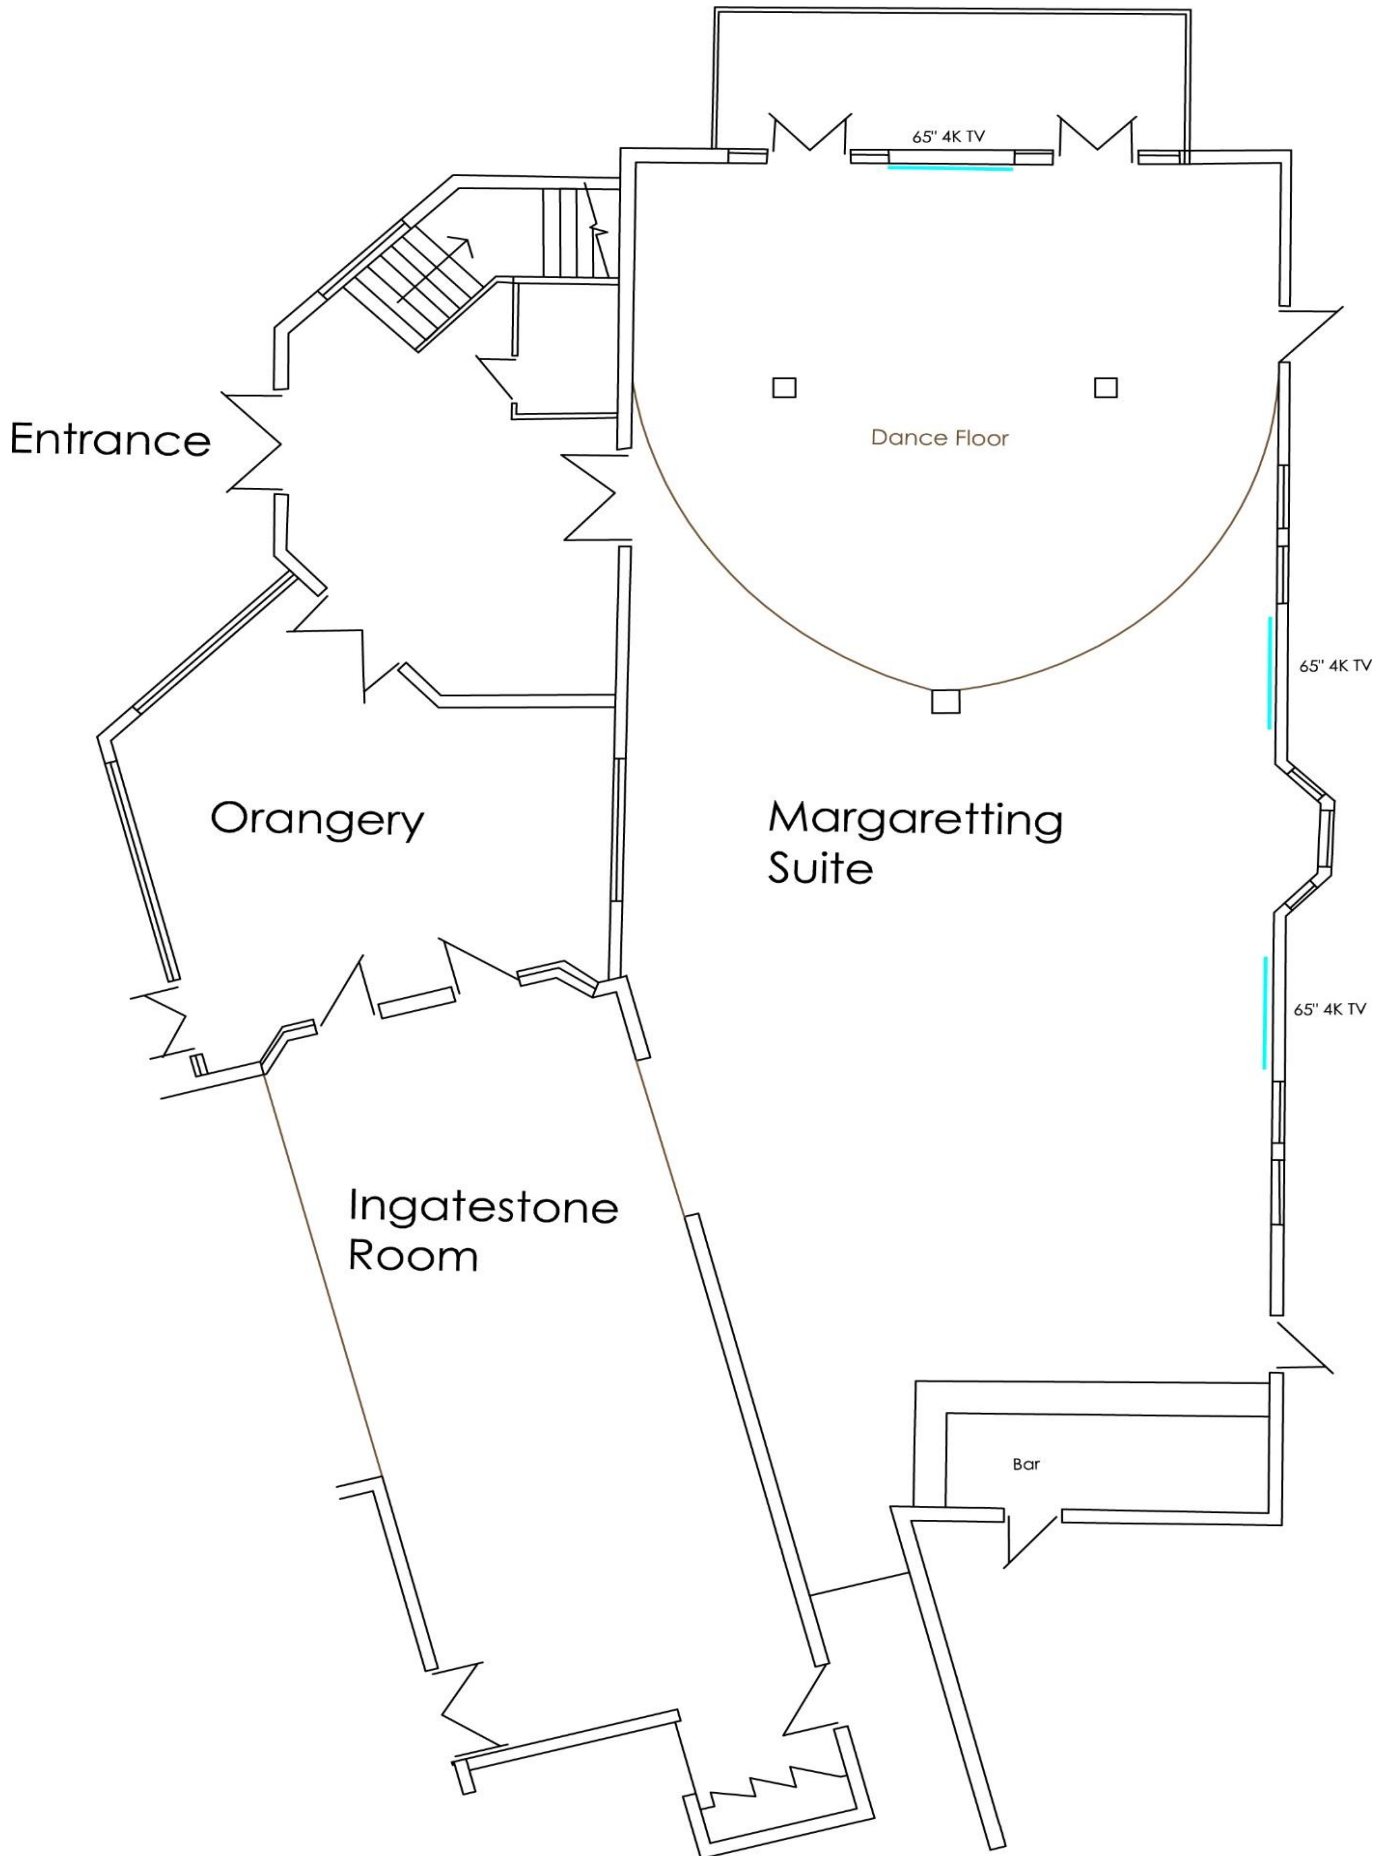 65" 4K TV
Entrance
Dance Floor
65" 4K TV
Orangery
Margaretting
Suite
65" 4K TV
Ingatestone
Room
Bar